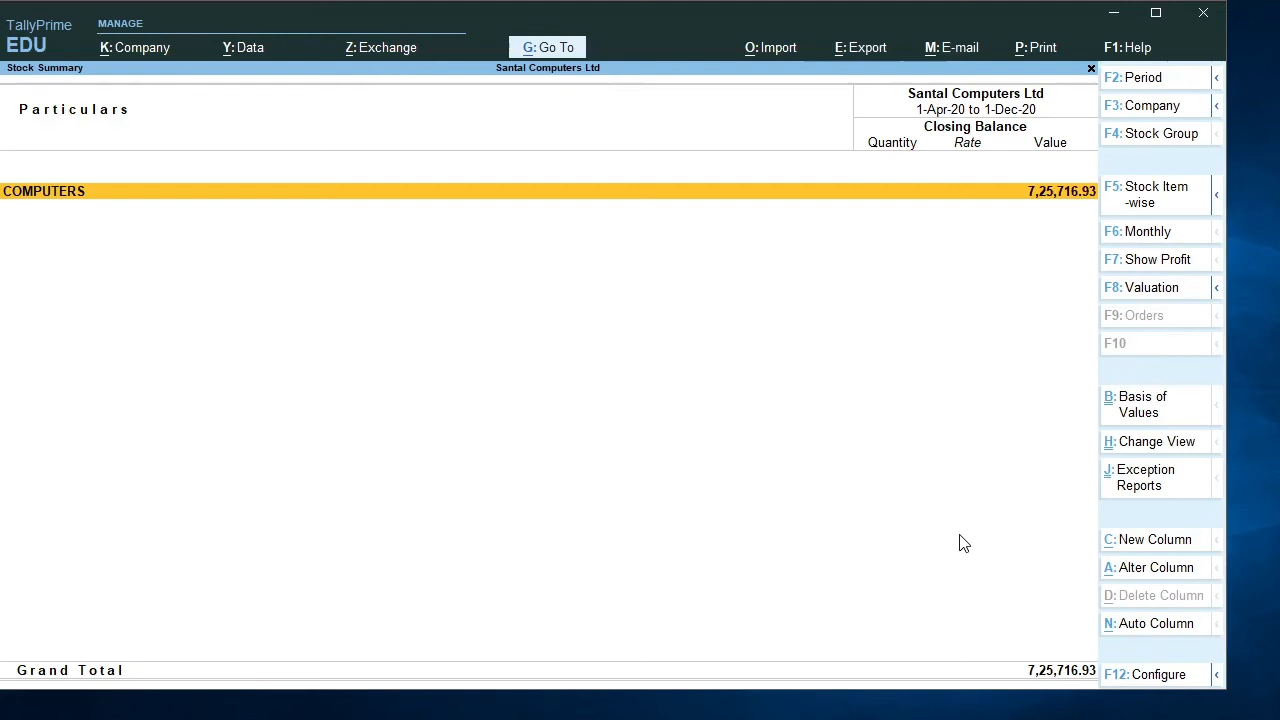 TallyPrime
EDU
MANAGE
K: Company
Y: Data
Z: Exchange
G: Go To
O: Import
E: Export
M: E-mail
P: Print
F1: Help
Stock Summary
Santal Computers Ltd
Particulars
Santal Computers Ltd
1-Apr-20 to 1-Dec-20
Closing Balance
Quantity Rate Value
COMPUTERS 7,25,716.93
Grand Total 7,25,716.93
F2: Period
F3: Company
F4: Stock Group
F5: Stock Item
-wise
F6: Monthly
F7: Show Profit
F8: Valuation
F9: Orders
F10
B: Basis of
Values
H: Change View
J: Exception
Reports
C: New Column
A: Alter Column
D: Delete Column
N: Auto Column
F12: Configure